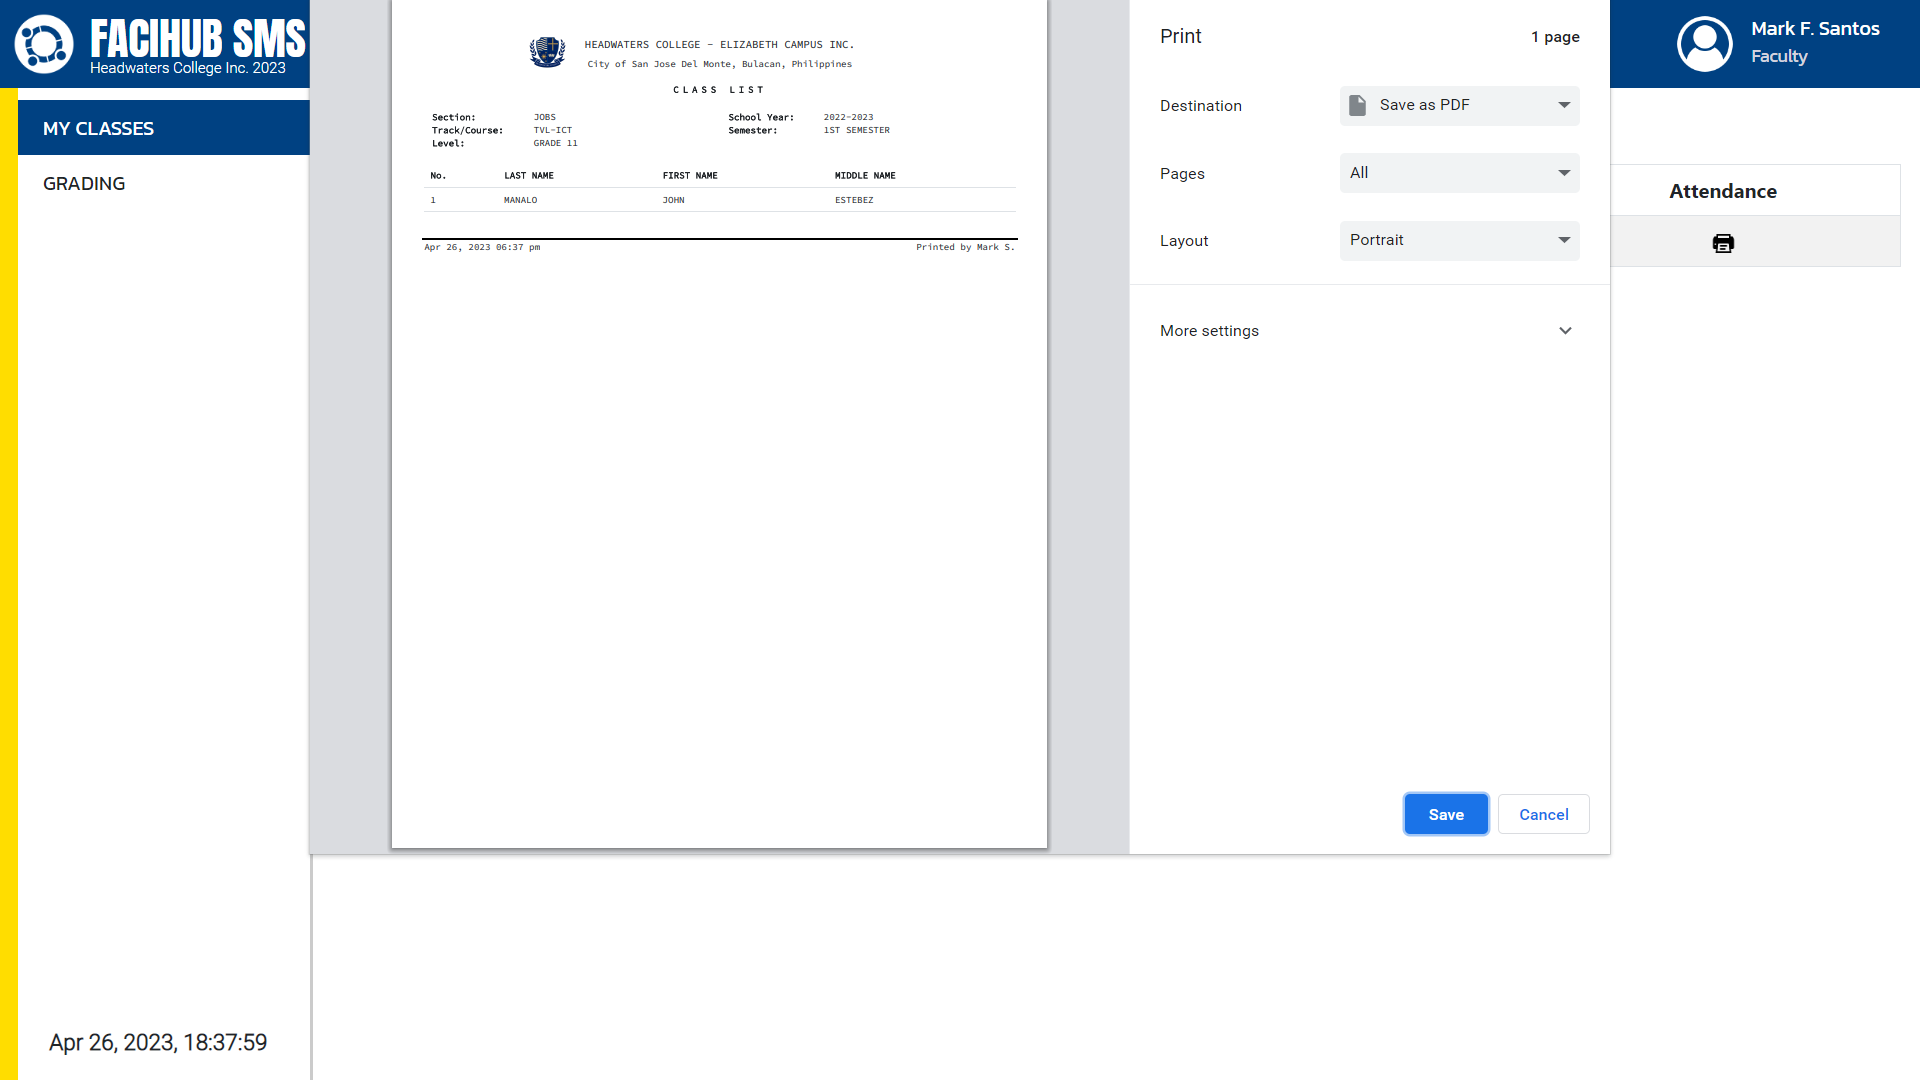 FACIHUB SMS
Headwaters College Inc. 2023
MY CLASSES
GRADING
Apr 26, 2023, 18:37:59
HEADWATERS COLLEGE - ELIZABETH CAMPUS INC.
City of San Jose Del Monte, Bulacan, Philippines
CLASS LIST
Section: JOBS School Year: 2022-2023
Track/Course: TVL-ICT Semester: 1ST SEMESTER
Level: GRADE 11
No. LAST NAME FIRST NAME MIDDLE NAME
1 MANALO JOHN ESTEBEZ
Apr 26, 2023 06:37 pm Printed by Mark S.
Print 1 page
Destination Save as PDF
Pages All
Layout Portrait
More settings
Save Cancel
Mark F. Santos
Faculty
Attendance